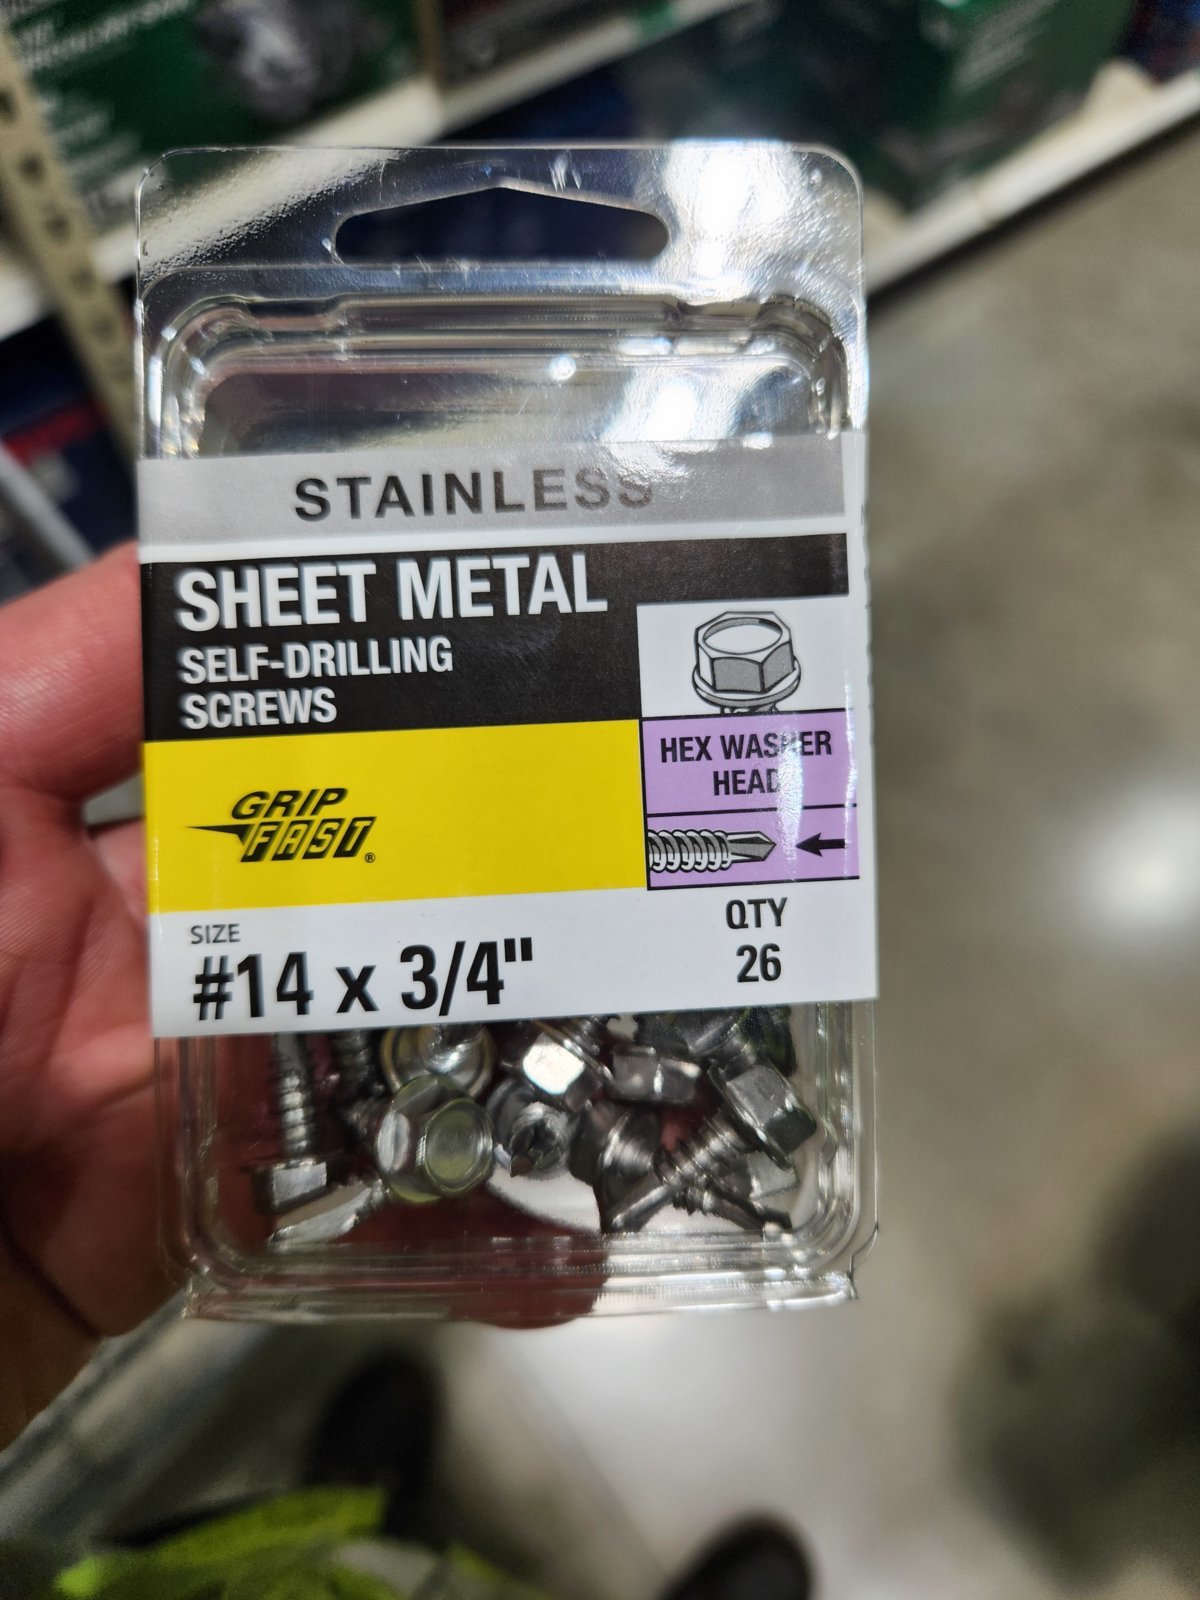 STAINLESS
SHEET METAL
SELF-DRILLING
SCREWS
HEX WASHER
HEAD
GRIP
FAST®
SIZE
#14 x 3/4"
QTY
26